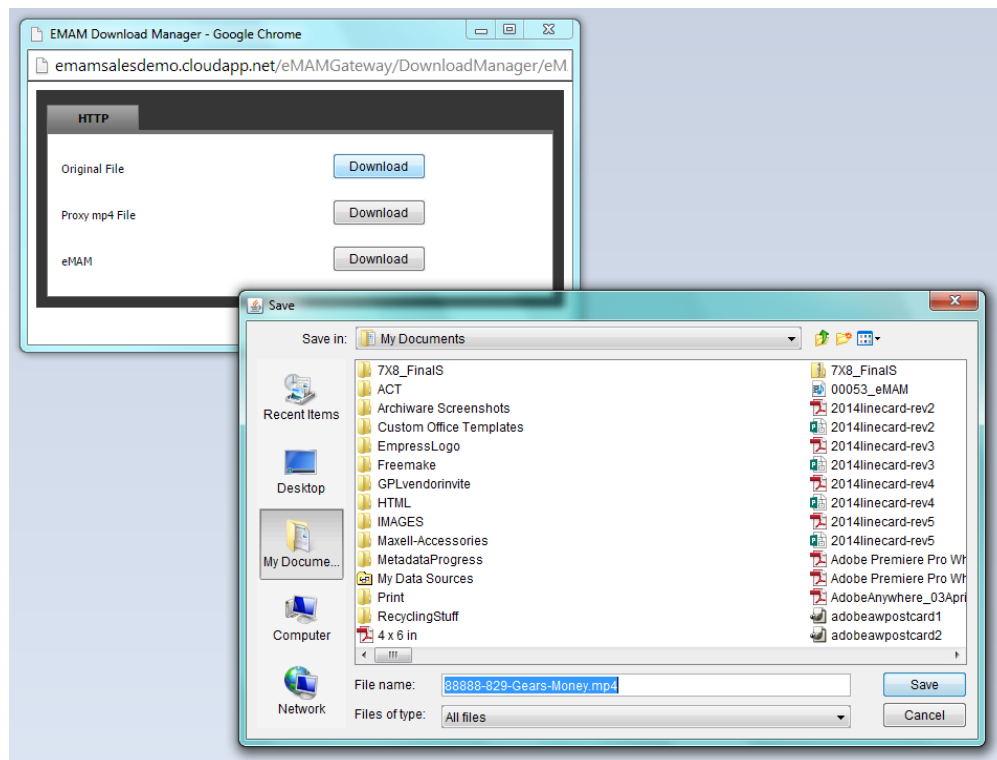 EMAM Download Manager - Google Chrome
emamsalesdemo.cloudapp.net/eMAMGateway/DownloadManager/eM
HTTP
Original File Download
Proxy mp4 File Download
eMAM Download
Save
Save in: My Documents
Recent Items
Desktop
My Docume...
Computer
Network
7X8_FinalS
ACT
Archiware Screenshots
Custom Office Templates
EmpressLogo
Freemake
GPLvendorinvite
HTML
IMAGES
Maxell-Accessories
MetadataProgress
My Data Sources
Print
RecyclingStuff
4 x 6 in
7X8_FinalS
00053_eMAM
2014linecard-rev2
2014linecard-rev2
2014linecard-rev3
2014linecard-rev3
2014linecard-rev4
2014linecard-rev4
2014linecard-rev5
2014linecard-rev5
Adobe Premiere Pro Wh
Adobe Premiere Pro Wh
AdobeAnywhere_03Apri
adobeawpostcard1
adobeawpostcard2
File name: 88888-829-Gears-Money.mp4 Save
Files of type: All files Cancel